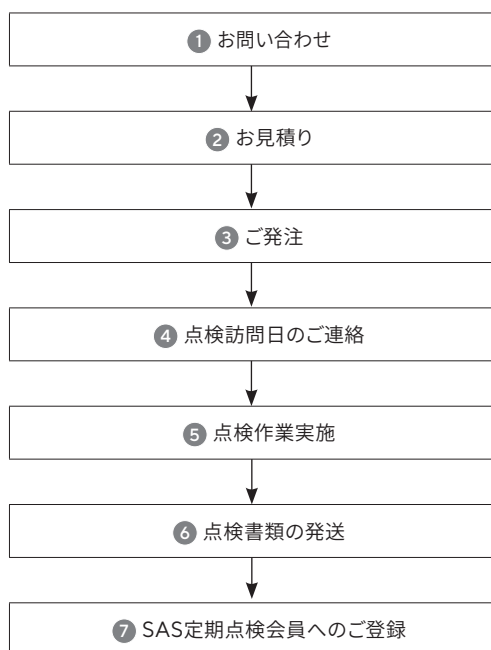 1 お問い合わせ
2 お見積り
3 ご発注
4 点検訪問日のご連絡
5 点検作業実施
6 点検書類の発送
7 SAS定期点検会員へのご登録